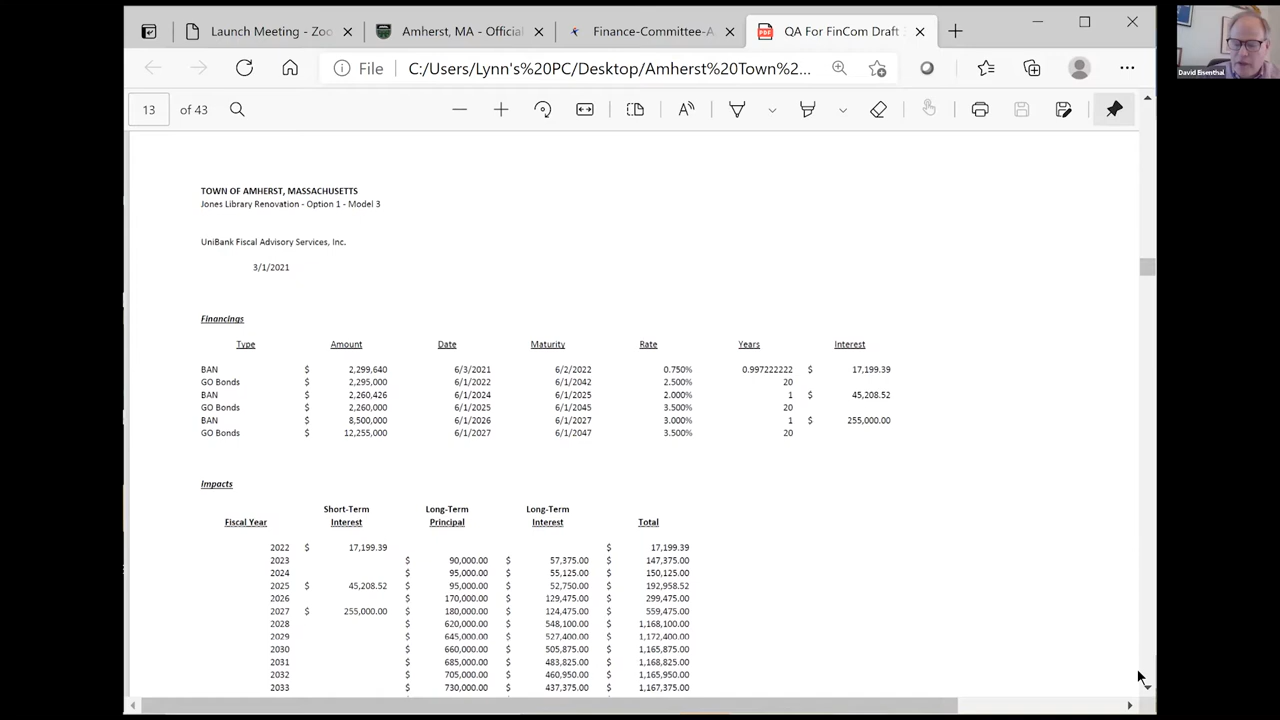 Launch Meeting - Zoo
Amherst, MA - Official
Finance-Committee-A
QA For FinCom Draft
File C:/Users/Lynn's%20PC/Desktop/Amherst%20Town%2...
David Eisenthal
13 of 43
TOWN OF AMHERST, MASSACHUSETTS
Jones Library Renovation - Option 1 - Model 3
UniBank Fiscal Advisory Services, Inc.
3/1/2021
Financings
Type Amount Date Maturity Rate Years Interest
BAN $ 2,299,640 6/3/2021 6/2/2022 0.750% 0.997222222 $ 17,199.39
GO Bonds $ 2,295,000 6/1/2022 6/1/2042 2.500% 20
BAN $ 2,260,426 6/1/2024 6/1/2025 2.000% 1 $ 45,208.52
GO Bonds $ 2,260,000 6/1/2025 6/1/2045 3.500% 20
BAN $ 8,500,000 6/1/2026 6/1/2027 3.000% 1 $ 255,000.00
GO Bonds $ 12,255,000 6/1/2027 6/1/2047 3.500% 20
Impacts
Short-Term Long-Term Long-Term
Fiscal Year Interest Principal Interest Total
2022 $ 17,199.39 $ 17,199.39
2023 $ 90,000.00 $ 57,375.00 $ 147,375.00
2024 $ 95,000.00 $ 55,125.00 $ 150,125.00
2025 $ 45,208.52 $ 95,000.00 $ 52,750.00 $ 192,958.52
2026 $ 170,000.00 $ 129,475.00 $ 299,475.00
2027 $ 255,000.00 $ 180,000.00 $ 124,475.00 $ 559,475.00
2028 $ 620,000.00 $ 548,100.00 $ 1,168,100.00
2029 $ 645,000.00 $ 527,400.00 $ 1,172,400.00
2030 $ 660,000.00 $ 505,875.00 $ 1,165,875.00
2031 $ 685,000.00 $ 483,825.00 $ 1,168,825.00
2032 $ 705,000.00 $ 460,950.00 $ 1,165,950.00
2033 $ 730,000.00 $ 437,375.00 $ 1,167,375.00